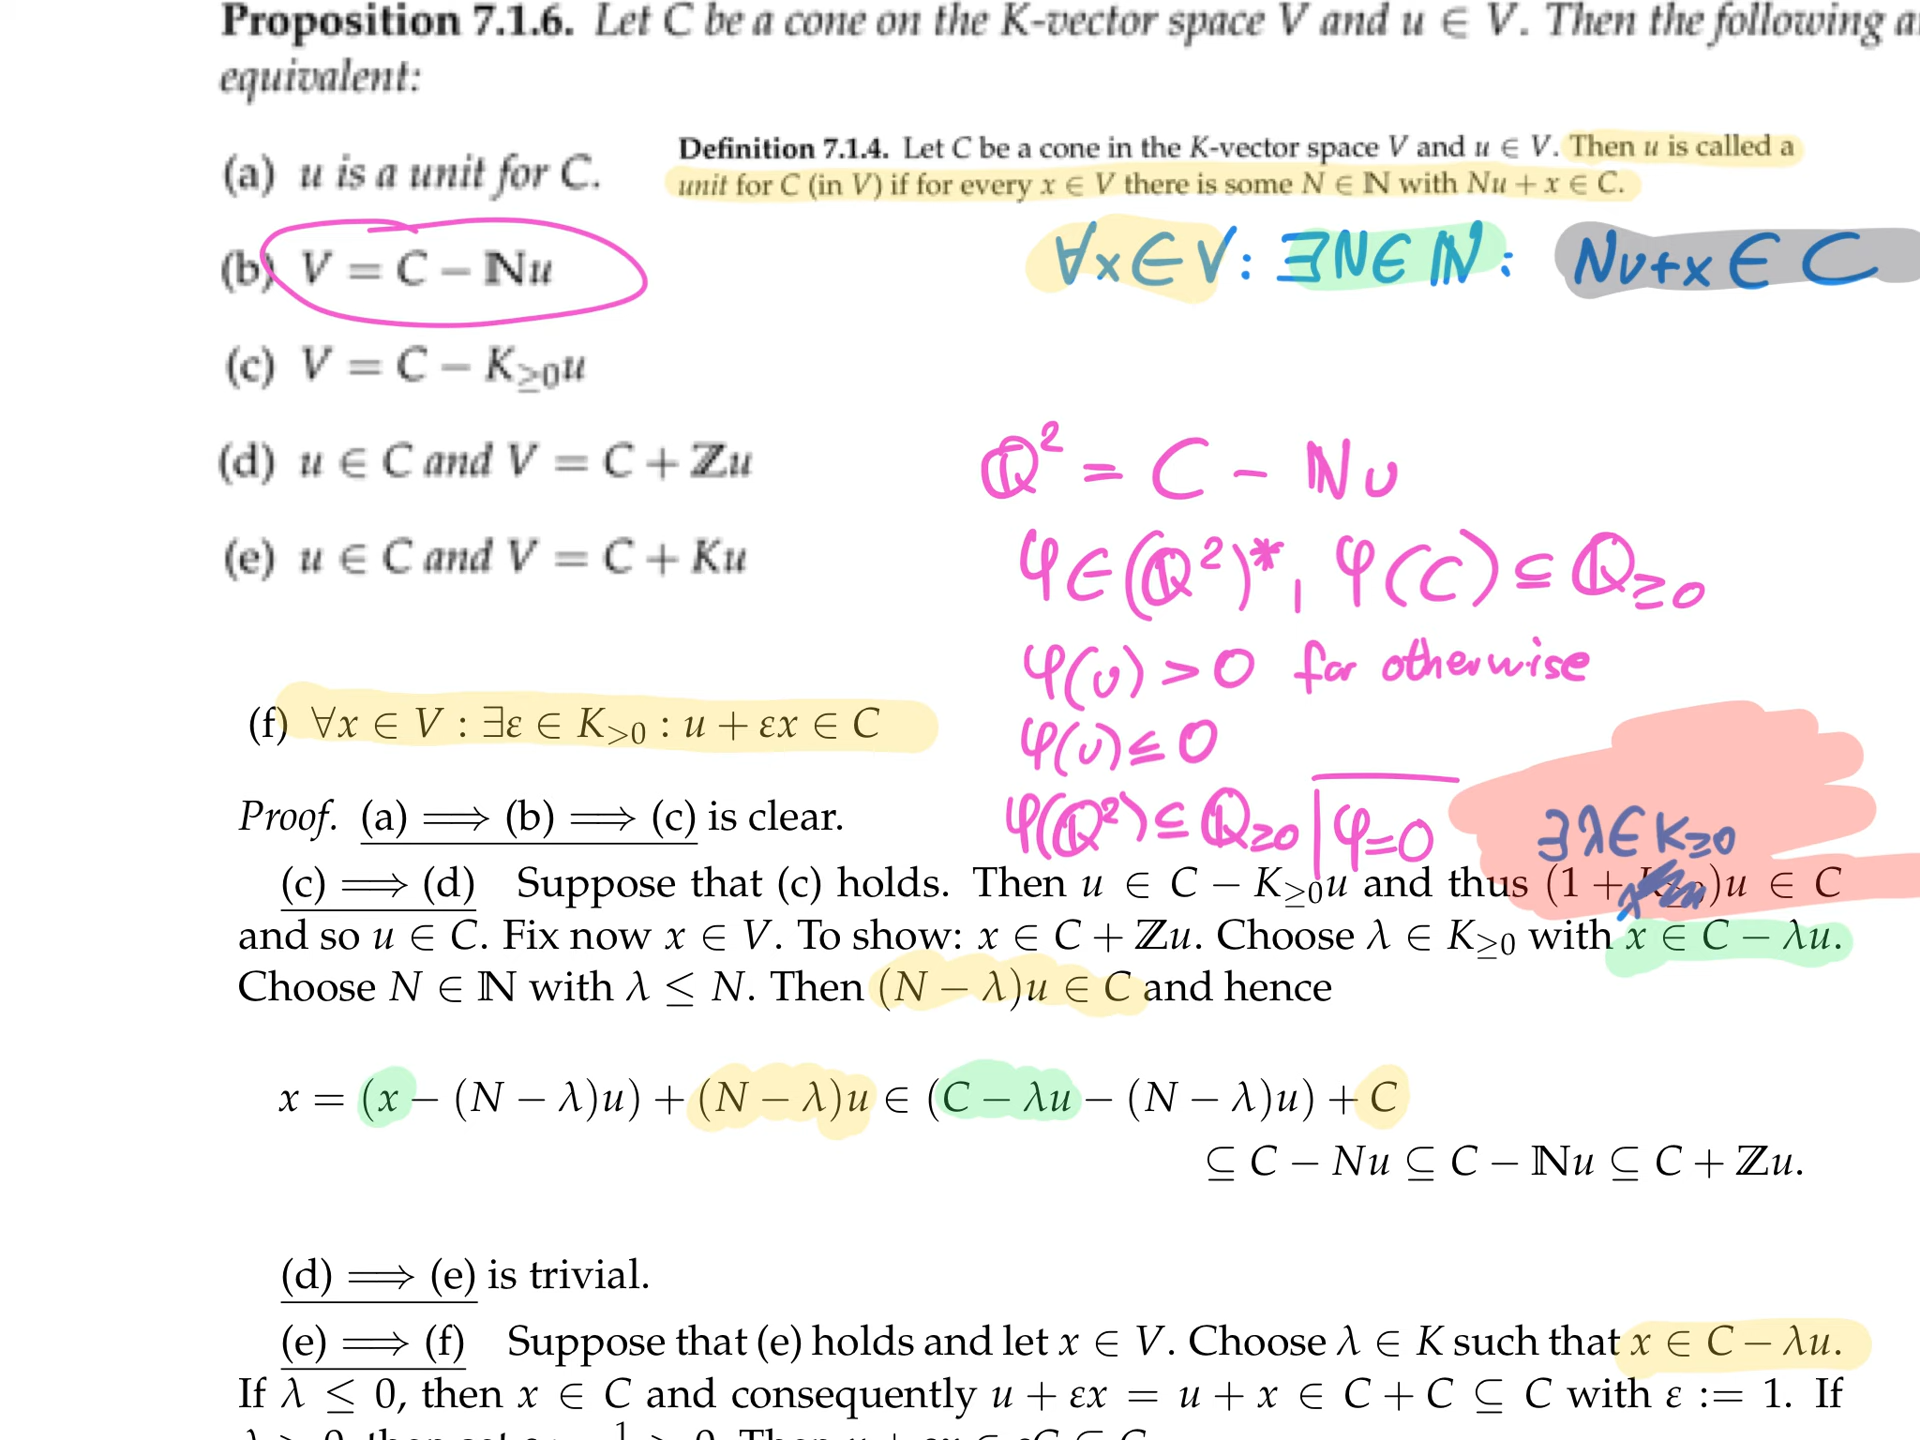 Proposition 7.1.6. Let C be a cone on the K-vector space V and u ∈ V. Then the following
equivalent:
Definition 7.1.4. Let C be a cone in the K-vector space V and u ∈ V. Then u is called a
unit for C (in V) if for every x ∈ V there is some N ∈ ℕ with Nu + x ∈ C.
(a) u is a unit for C.
∀x ∈ V: ∃N ∈ ℕ: Nu+x ∈ C
(b) V = C − ℕu
(c) V = C − K≥0u
(d) u ∈ C and V = C + ℤu
ℚ² = C − ℕu
(e) u ∈ C and V = C + Ku
φ ∈ (ℚ²)*, φ(C) ⊆ ℚ≥0
φ(u) > 0 for otherwise
(f) ∀x ∈ V : ∃ε ∈ K>0 : u + εx ∈ C
φ(u) ≤ 0
φ(ℚ²) ⊆ ℚ≥0 | φ=0
∃λ ∈ K≥0
Proof. (a) ⟹ (b) ⟹ (c) is clear.
(c) ⟹ (d) Suppose that (c) holds. Then u ∈ C − K≥0u and thus (1 + )u ∈ C
and so u ∈ C. Fix now x ∈ V. To show: x ∈ C + ℤu. Choose λ ∈ K≥0 with x ∈ C − λu.
Choose N ∈ ℕ with λ ≤ N. Then (N − λ)u ∈ C and hence
x = (x − (N − λ)u) + (N − λ)u ∈ (C − λu − (N − λ)u) + C
⊆ C − Nu ⊆ C − ℕu ⊆ C + ℤu.
(d) ⟹ (e) is trivial.
(e) ⟹ (f) Suppose that (e) holds and let x ∈ V. Choose λ ∈ K such that x ∈ C − λu.
If λ ≤ 0, then x ∈ C and consequently u + εx = u + x ∈ C + C ⊆ C with ε := 1. If